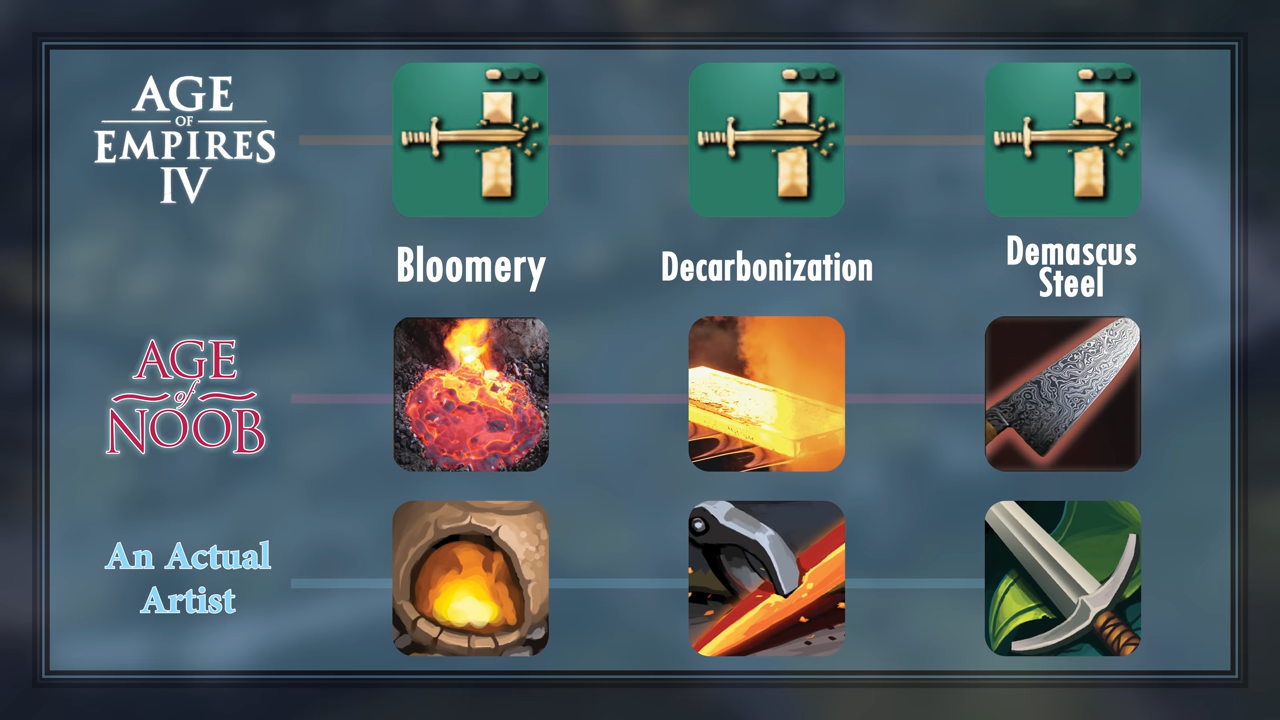 AGE
OF
EMPIRES
IV
Bloomery
Decarbonization
Demascus
Steel
AGE
of
NOOB
An Actual
Artist